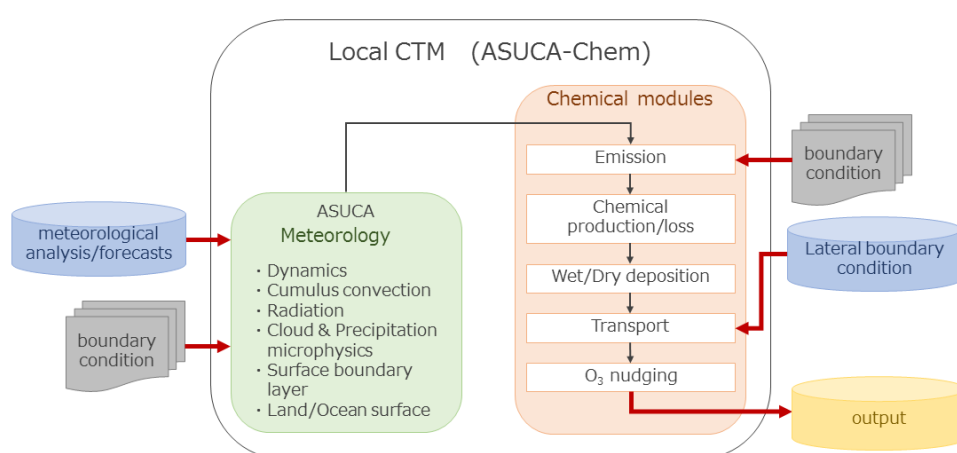 Local CTM (ASUCA-Chem)
Chemical modules
Emission
Chemical
production/loss
Wet/Dry deposition
Transport
O₃ nudging
boundary
condition
Lateral boundary
condition
output
ASUCA
Meteorology
・Dynamics
・Cumulus convection
・Radiation
・Cloud & Precipitation
microphysics
・Surface boundary
layer
・Land/Ocean surface
meteorological
analysis/forecasts
boundary
condition